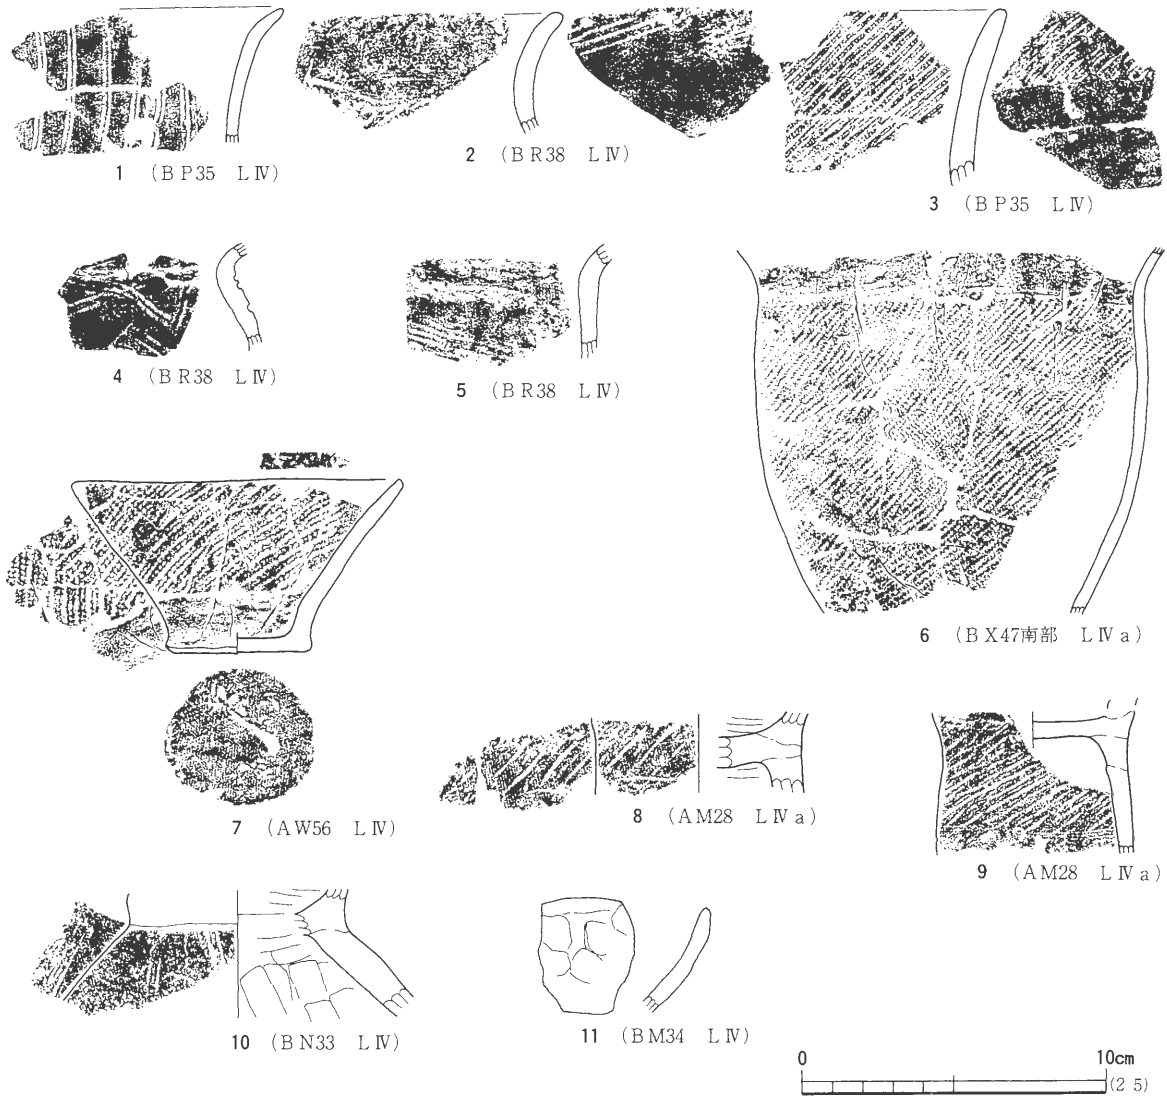 1 (BP35 LⅣ)
2 (BR38 LⅣ)
3 (BP35 LⅣ)
4 (BR38 LⅣ)
5 (BR38 LⅣ)
6 (BX47南部 LⅣa)
7 (AW56 LⅣ)
8 (AM28 LⅣa)
9 (AM28 LⅣa)
10 (BN33 LⅣ)
11 (BM34 LⅣ)
0 10cm
(2 5)